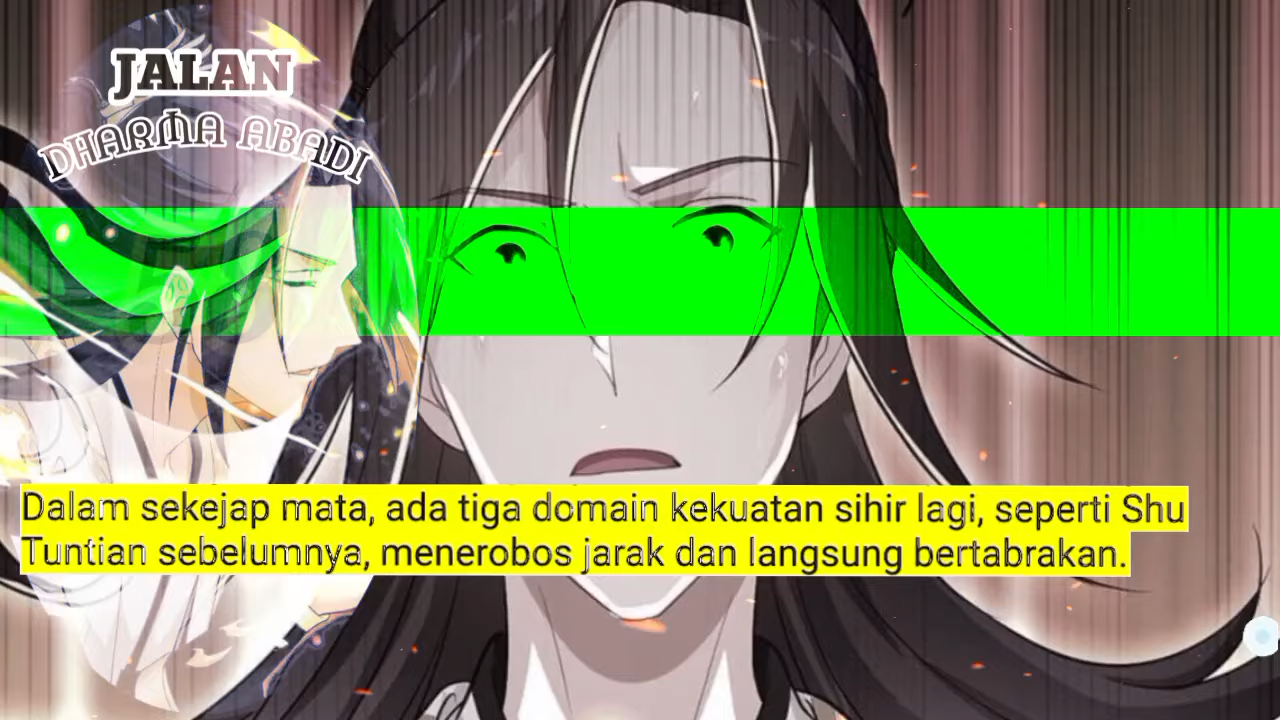 JALAN
DHARMA ABADI
Dalam sekejap mata, ada tiga domain kekuatan sihir lagi, seperti Shu
Tuntian sebelumnya, menerobos jarak dan langsung bertabrakan.